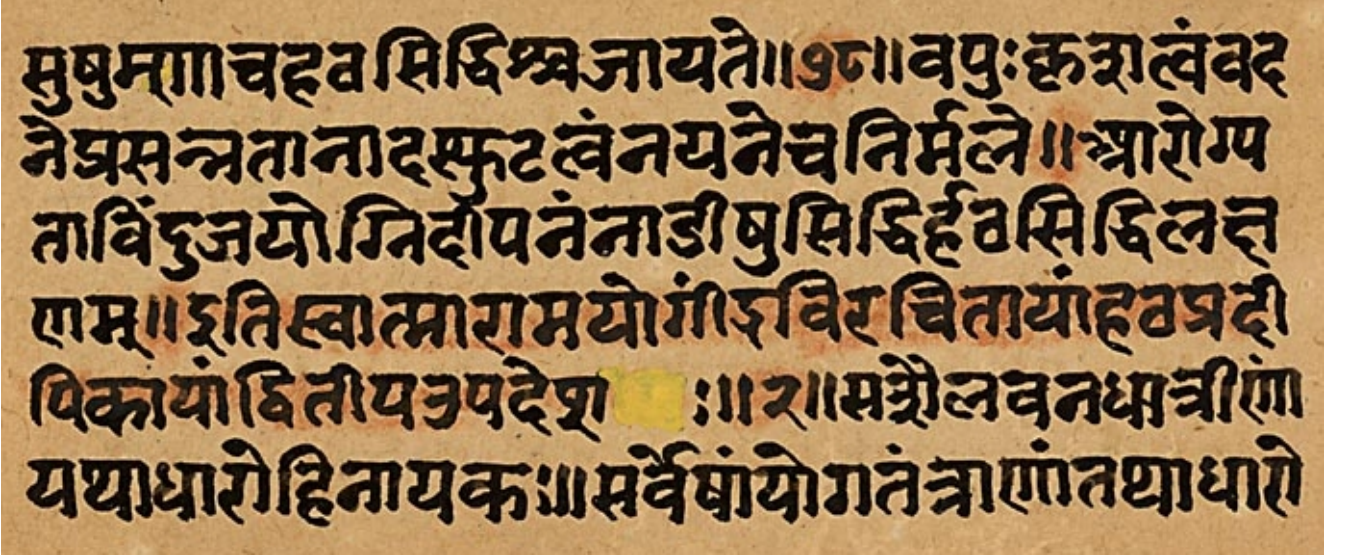 सुषुम्णाचहठसिद्धिश्चजायते॥७८॥वपुःकृशत्वंवद
नेप्रसन्नतानादस्फुटत्वंनयनेचनिर्मले॥आरोग्य
ताविंदुजयोग्निदीपनंनाडीषुसिद्धिर्हठसिद्धिलक्ष
णम्॥इतिस्वात्मारामयोगींद्रविरचितायांहठप्रदी
पिकायांद्वितीयउपदेश:॥२॥सशैलवनधात्रीणां
यथाधारोहिनायकः॥सर्वेषांयोगतंत्राणांतथाधारो